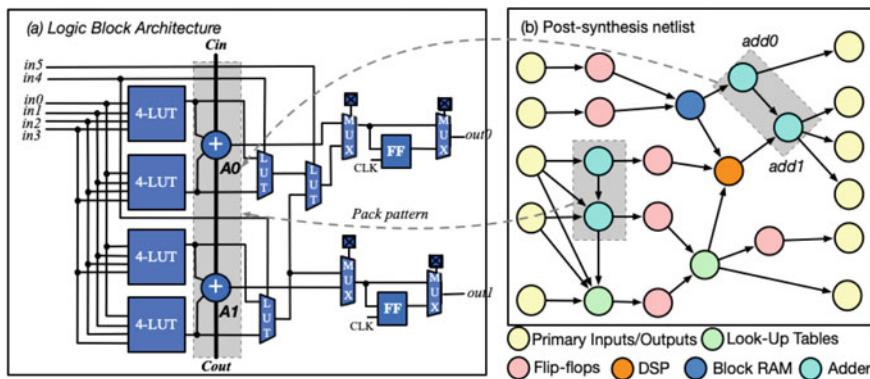 (a) Logic Block Architecture
Cin
in5
in4
in0
in1
in2
in3
4-LUT
4-LUT
4-LUT
4-LUT
A0
A1
LUT
LUT
LUT
MUX
MUX
MUX
MUX
FF
FF
CLK
CLK
out0
out1
Pack pattern
Cout
(b) Post-synthesis netlist
add0
add1
Primary Inputs/Outputs
Look-Up Tables
Flip-flops
DSP
Block RAM
Adder